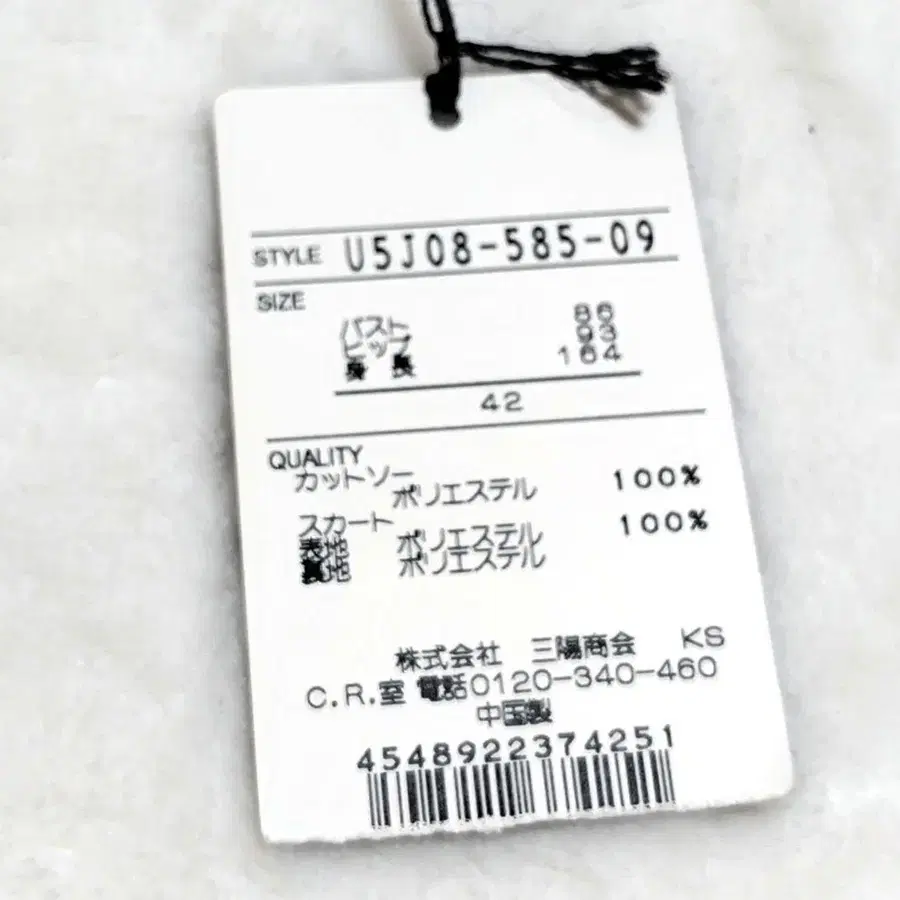 STYLE U5J08-585-09
SIZE
バスト 86
ヒップ 93
身長 164
42
QUALITY
カットソー
ポリエステル 100%
スカート
表地 ポリエステル 100%
裏地 ポリエステル
株式会社 三陽商会 KS
C.R.室 電話0120-340-460
中国製
4548922374251